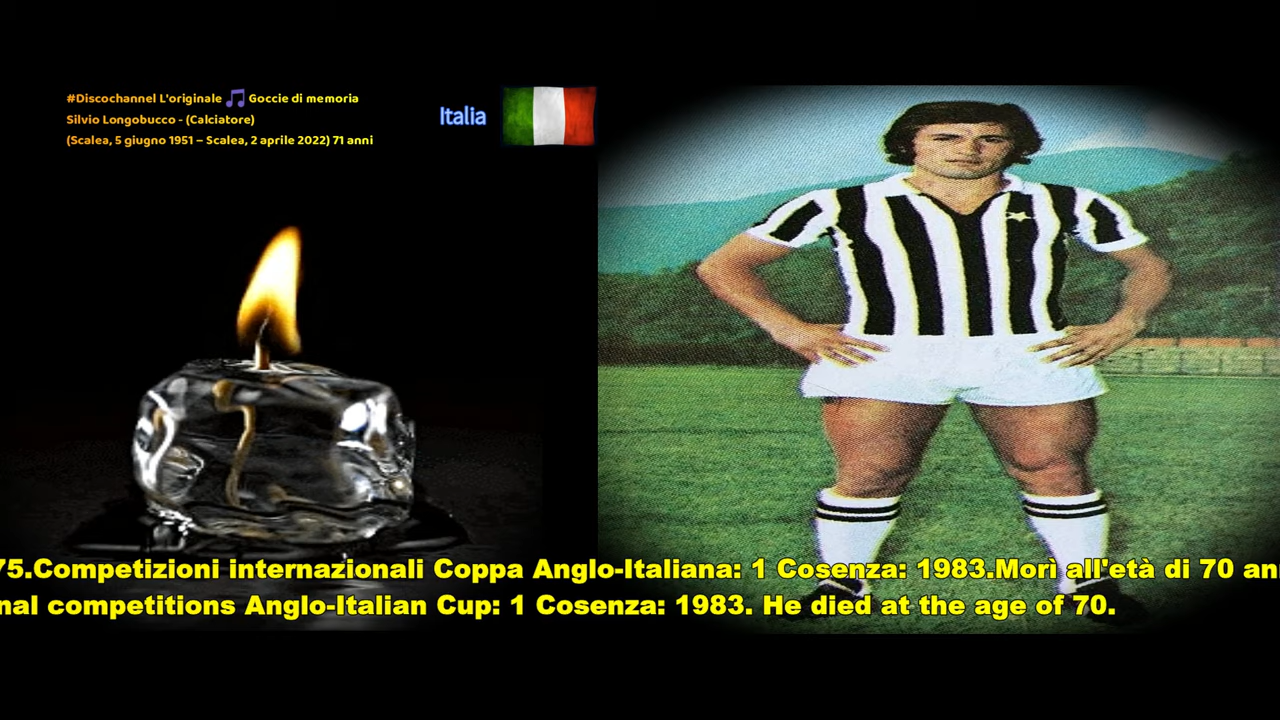 #Discochannel L'originale 🎵 Goccie di memoria
Silvio Longobucco - (Calciatore)
(Scalea, 5 giugno 1951 – Scalea, 2 aprile 2022) 71 anni
Italia
75.Competizioni internazionali Coppa Anglo-Italiana: 1 Cosenza: 1983.Morì all'età di 70 an
nal competitions Anglo-Italian Cup: 1 Cosenza: 1983. He died at the age of 70.